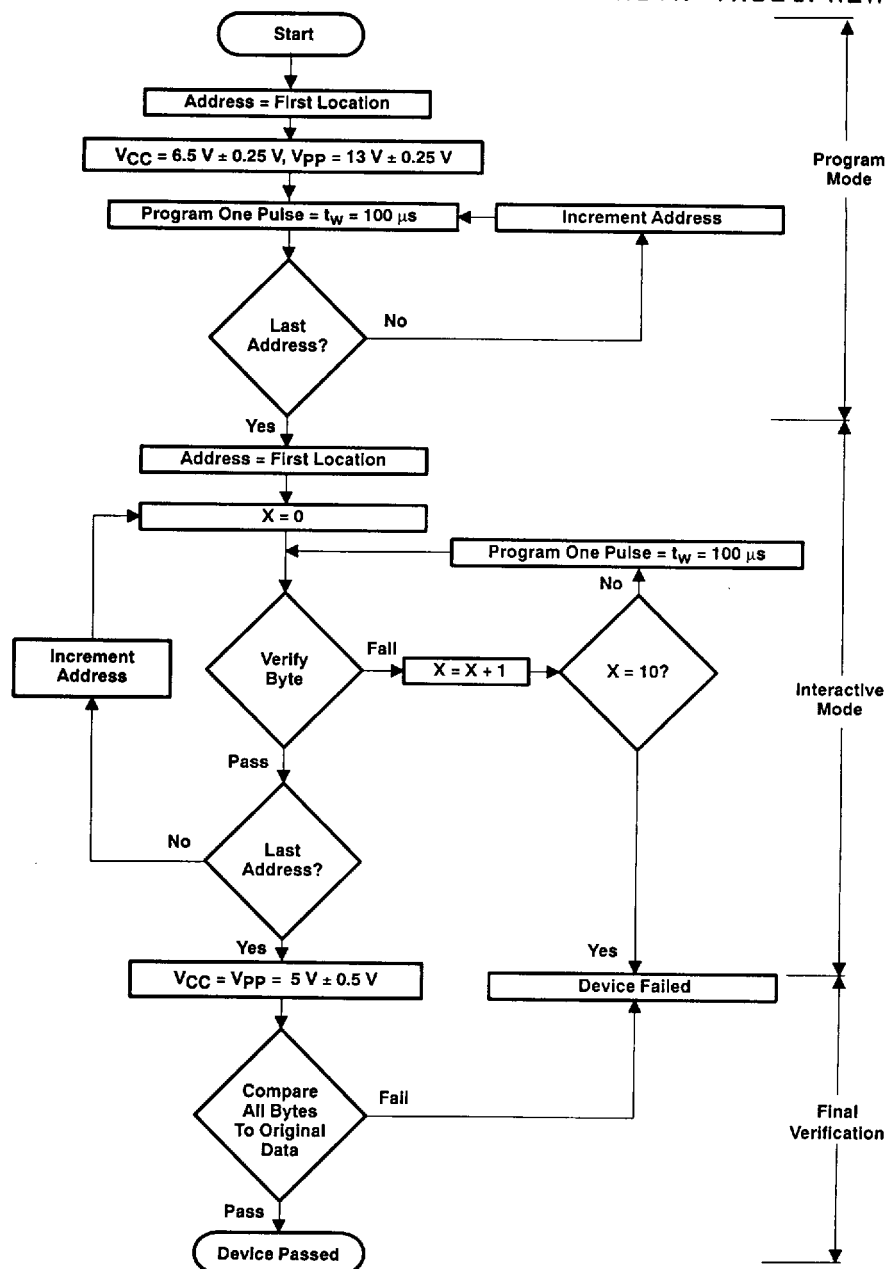 Start
Address = First Location
VCC = 6.5 V ± 0.25 V, VPP = 13 V ± 0.25 V
Program One Pulse = tw = 100 μs
Increment Address
Program
Mode
Last
Address?
No
Yes
Address = First Location
X = 0
Program One Pulse = tw = 100 μs
No
Increment
Address
Verify
Byte
Fail
X = X + 1
X = 10?
Interactive
Mode
Pass
No
Last
Address?
Yes
Yes
VCC = VPP = 5 V ± 0.5 V
Device Failed
Compare
All Bytes
To Original
Data
Fail
Final
Verification
Pass
Device Passed